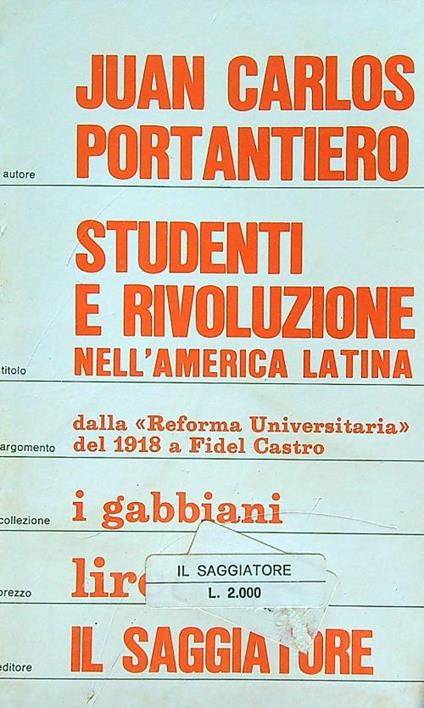 JUAN CARLOS
autore PORTANTIERO
STUDENTI
E RIVOLUZIONE
titolo NELL'AMERICA LATINA
dalla «Reforma Universitaria»
argomento del 1918 a Fidel Castro
collezione i gabbiani
prezzo lire
IL SAGGIATORE
L. 2.000
editore IL SAGGIATORE